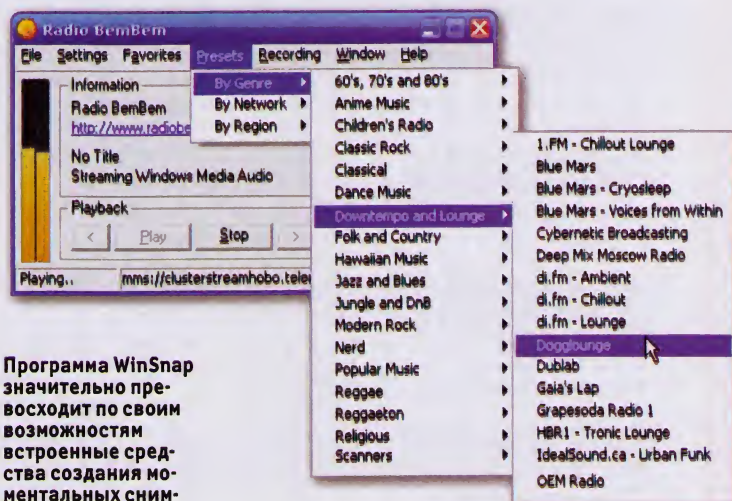 Radio BemBem
File Settings Favorites Presets Recording Window Help
Information
Radio BemBem
http://www.radiobe
No Title
Streaming Windows Media Audio
Playback
< Play Stop >
Playing.. mms://clusterstreamhobo.tele
By Genre
By Network
By Region
60's, 70's and 80's
Anime Music
Children's Radio
Classic Rock
Classical
Dance Music
Downtempo and Lounge
Folk and Country
Hawaiian Music
Jazz and Blues
Jungle and DnB
Modern Rock
Nerd
Popular Music
Reggae
Reggaeton
Religious
Scanners
1.FM - Chillout Lounge
Blue Mars
Blue Mars - Cryosleep
Blue Mars - Voices from Within
Cybernetic Broadcasting
Deep Mix Moscow Radio
di.fm - Ambient
di.fm - Chillout
di.fm - Lounge
Dogglounge
Dublab
Gaia's Lap
Grapesoda Radio 1
HBR1 - Tronic Lounge
IdealSound.ca - Urban Funk
OEM Radio
Программа WinSnap
значительно пре-
восходит по своим
возможностям
встроенные сред-
ства создания мо-
ментальных сним-